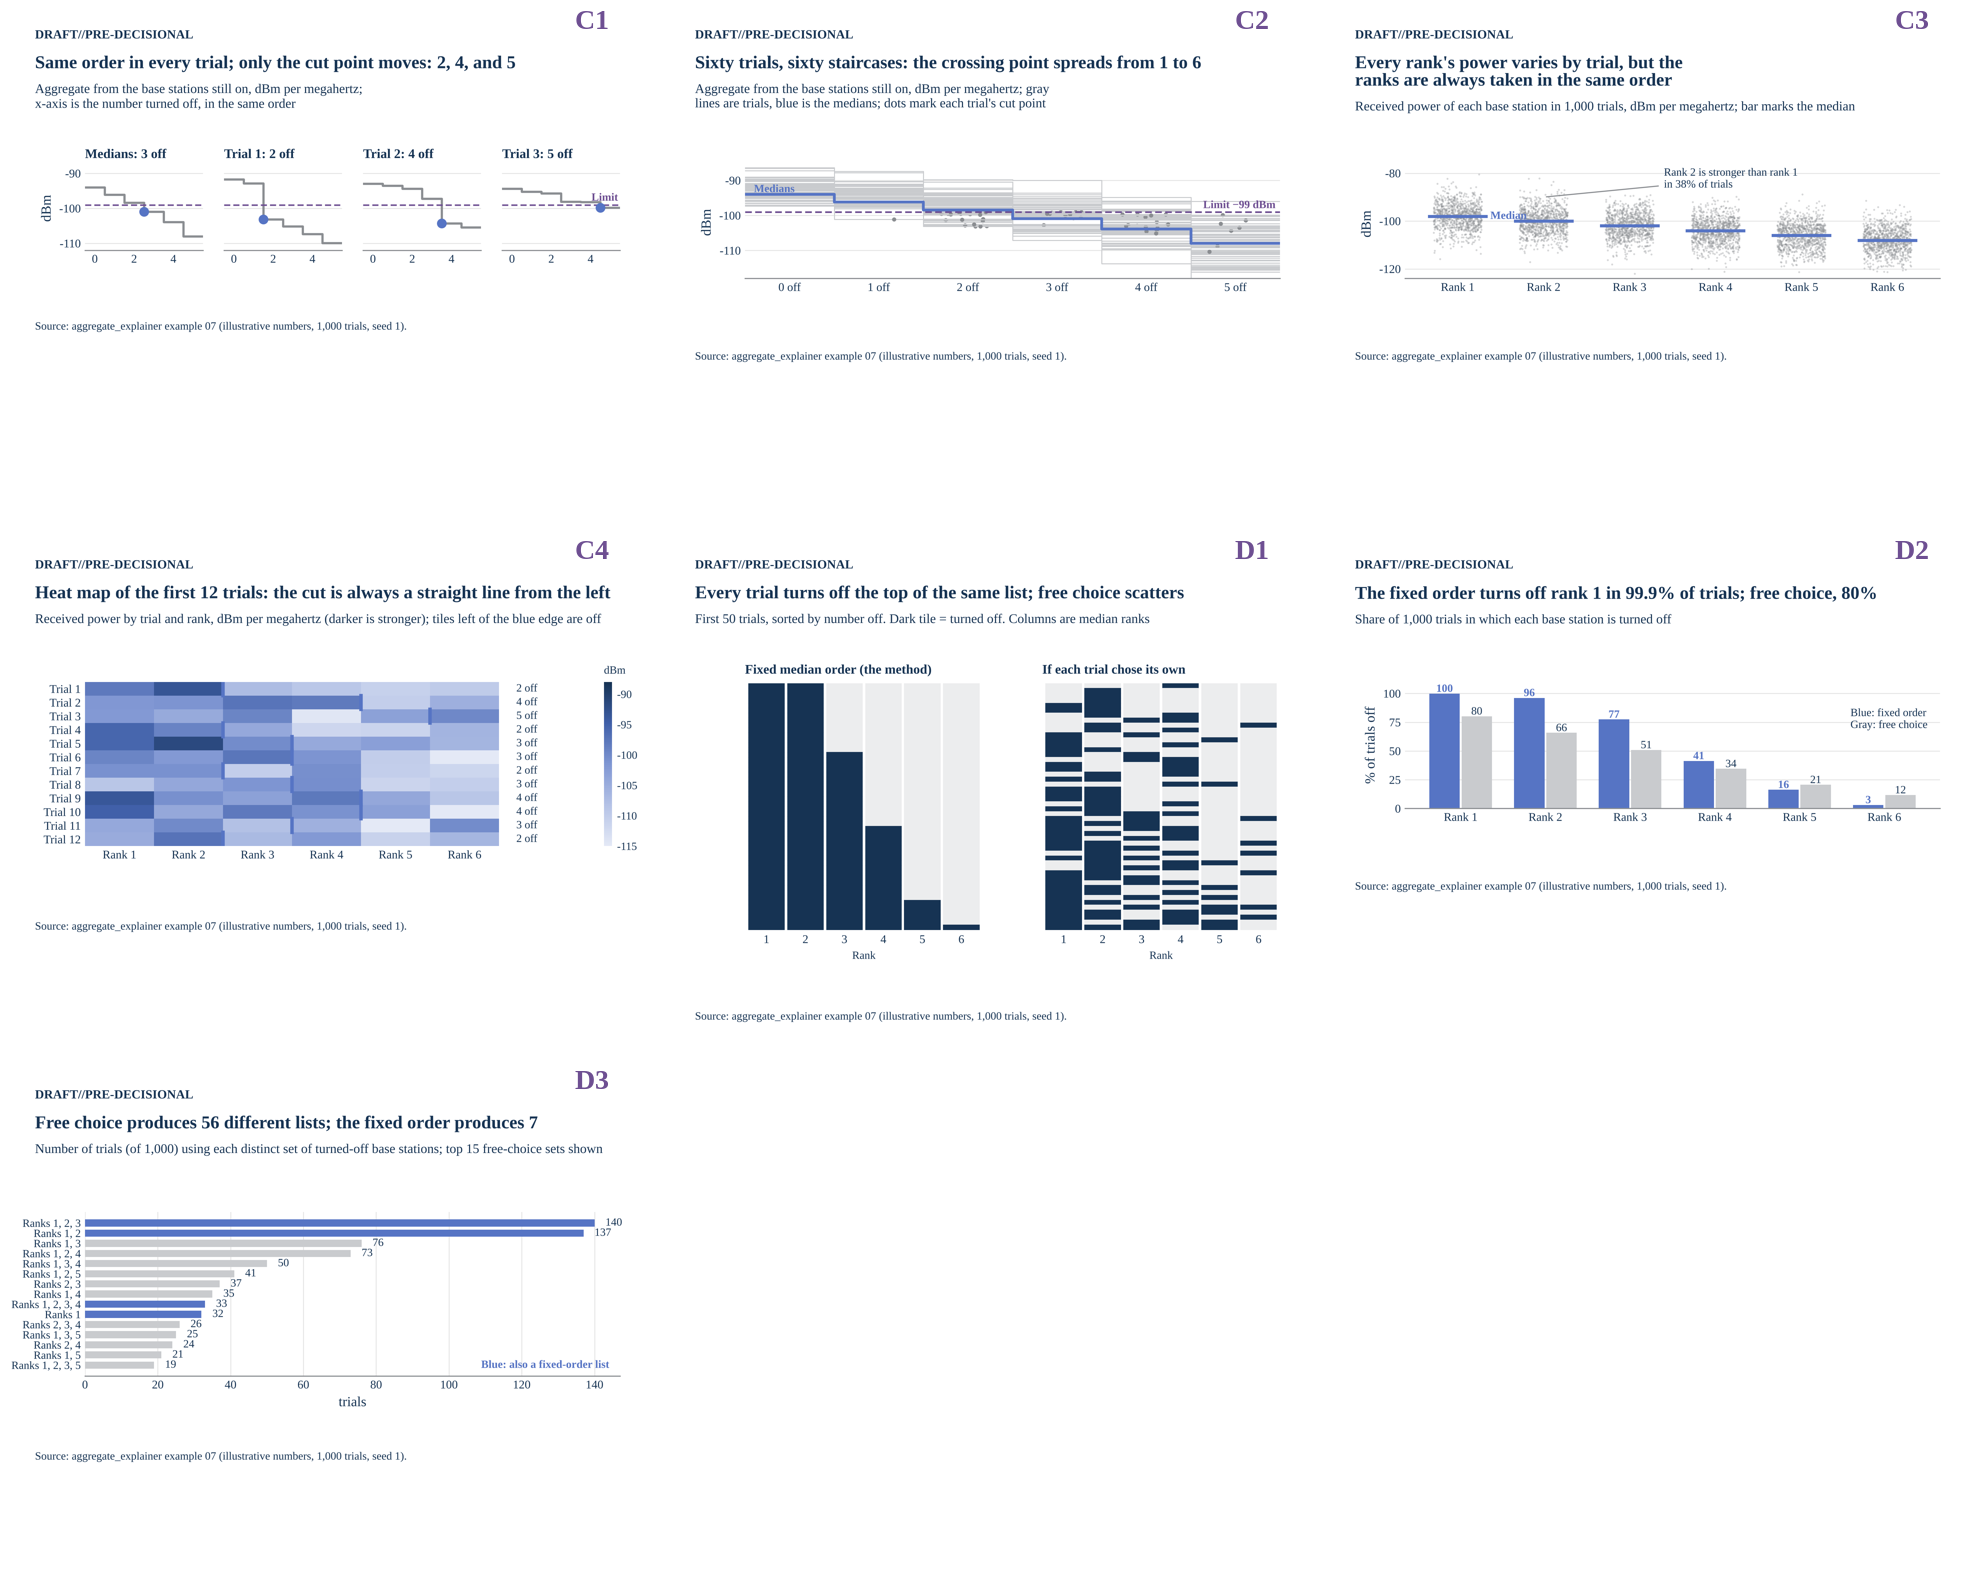 C1
DRAFT//PRE-DECISIONAL
Same order in every trial; only the cut point moves: 2, 4, and 5
Aggregate from the base stations still on, dBm per megahertz;
x-axis is the number turned off, in the same order
Medians: 3 off
Trial 1: 2 off
Trial 2: 4 off
Trial 3: 5 off
-90
-100
-110
dBm
Limit
0 2 4
0 2 4
0 2 4
0 2 4
Source: aggregate_explainer example 07 (illustrative numbers, 1,000 trials, seed 1).
C2
DRAFT//PRE-DECISIONAL
Sixty trials, sixty staircases: the crossing point spreads from 1 to 6
Aggregate from the base stations still on, dBm per megahertz; gray
lines are trials, blue is the medians; dots mark each trial's cut point
-90
-100
-110
dBm
Medians
Limit −99 dBm
0 off 1 off 2 off 3 off 4 off 5 off
Source: aggregate_explainer example 07 (illustrative numbers, 1,000 trials, seed 1).
C3
DRAFT//PRE-DECISIONAL
Every rank's power varies by trial, but the
ranks are always taken in the same order
Received power of each base station in 1,000 trials, dBm per megahertz; bar marks the median
-80
-100
-120
dBm
Rank 2 is stronger than rank 1
in 38% of trials
Median
Rank 1 Rank 2 Rank 3 Rank 4 Rank 5 Rank 6
Source: aggregate_explainer example 07 (illustrative numbers, 1,000 trials, seed 1).
C4
DRAFT//PRE-DECISIONAL
Heat map of the first 12 trials: the cut is always a straight line from the left
Received power by trial and rank, dBm per megahertz (darker is stronger); tiles left of the blue edge are off
Trial 1 2 off
Trial 2 4 off
Trial 3 5 off
Trial 4 2 off
Trial 5 3 off
Trial 6 3 off
Trial 7 2 off
Trial 8 3 off
Trial 9 4 off
Trial 10 4 off
Trial 11 3 off
Trial 12 2 off
Rank 1 Rank 2 Rank 3 Rank 4 Rank 5 Rank 6
dBm
-90
-95
-100
-105
-110
-115
Source: aggregate_explainer example 07 (illustrative numbers, 1,000 trials, seed 1).
D1
DRAFT//PRE-DECISIONAL
Every trial turns off the top of the same list; free choice scatters
First 50 trials, sorted by number off. Dark tile = turned off. Columns are median ranks
Fixed median order (the method)
1 2 3 4 5 6
Rank
If each trial chose its own
1 2 3 4 5 6
Rank
Source: aggregate_explainer example 07 (illustrative numbers, 1,000 trials, seed 1).
D2
DRAFT//PRE-DECISIONAL
The fixed order turns off rank 1 in 99.9% of trials; free choice, 80%
Share of 1,000 trials in which each base station is turned off
100
75
50
25
0
% of trials off
100 80
96 66
77 51
41 34
16 21
3 12
Blue: fixed order
Gray: free choice
Rank 1 Rank 2 Rank 3 Rank 4 Rank 5 Rank 6
Source: aggregate_explainer example 07 (illustrative numbers, 1,000 trials, seed 1).
D3
DRAFT//PRE-DECISIONAL
Free choice produces 56 different lists; the fixed order produces 7
Number of trials (of 1,000) using each distinct set of turned-off base stations; top 15 free-choice sets shown
Ranks 1, 2, 3 140
Ranks 1, 2 137
Ranks 1, 3 76
Ranks 1, 2, 4 73
Ranks 1, 3, 4 50
Ranks 1, 2, 5 41
Ranks 2, 3 37
Ranks 1, 4 35
Ranks 1, 2, 3, 4 33
Ranks 1 32
Ranks 2, 3, 4 26
Ranks 1, 3, 5 25
Ranks 2, 4 24
Ranks 1, 5 21
Ranks 1, 2, 3, 5 19
Blue: also a fixed-order list
0 20 40 60 80 100 120 140
trials
Source: aggregate_explainer example 07 (illustrative numbers, 1,000 trials, seed 1).